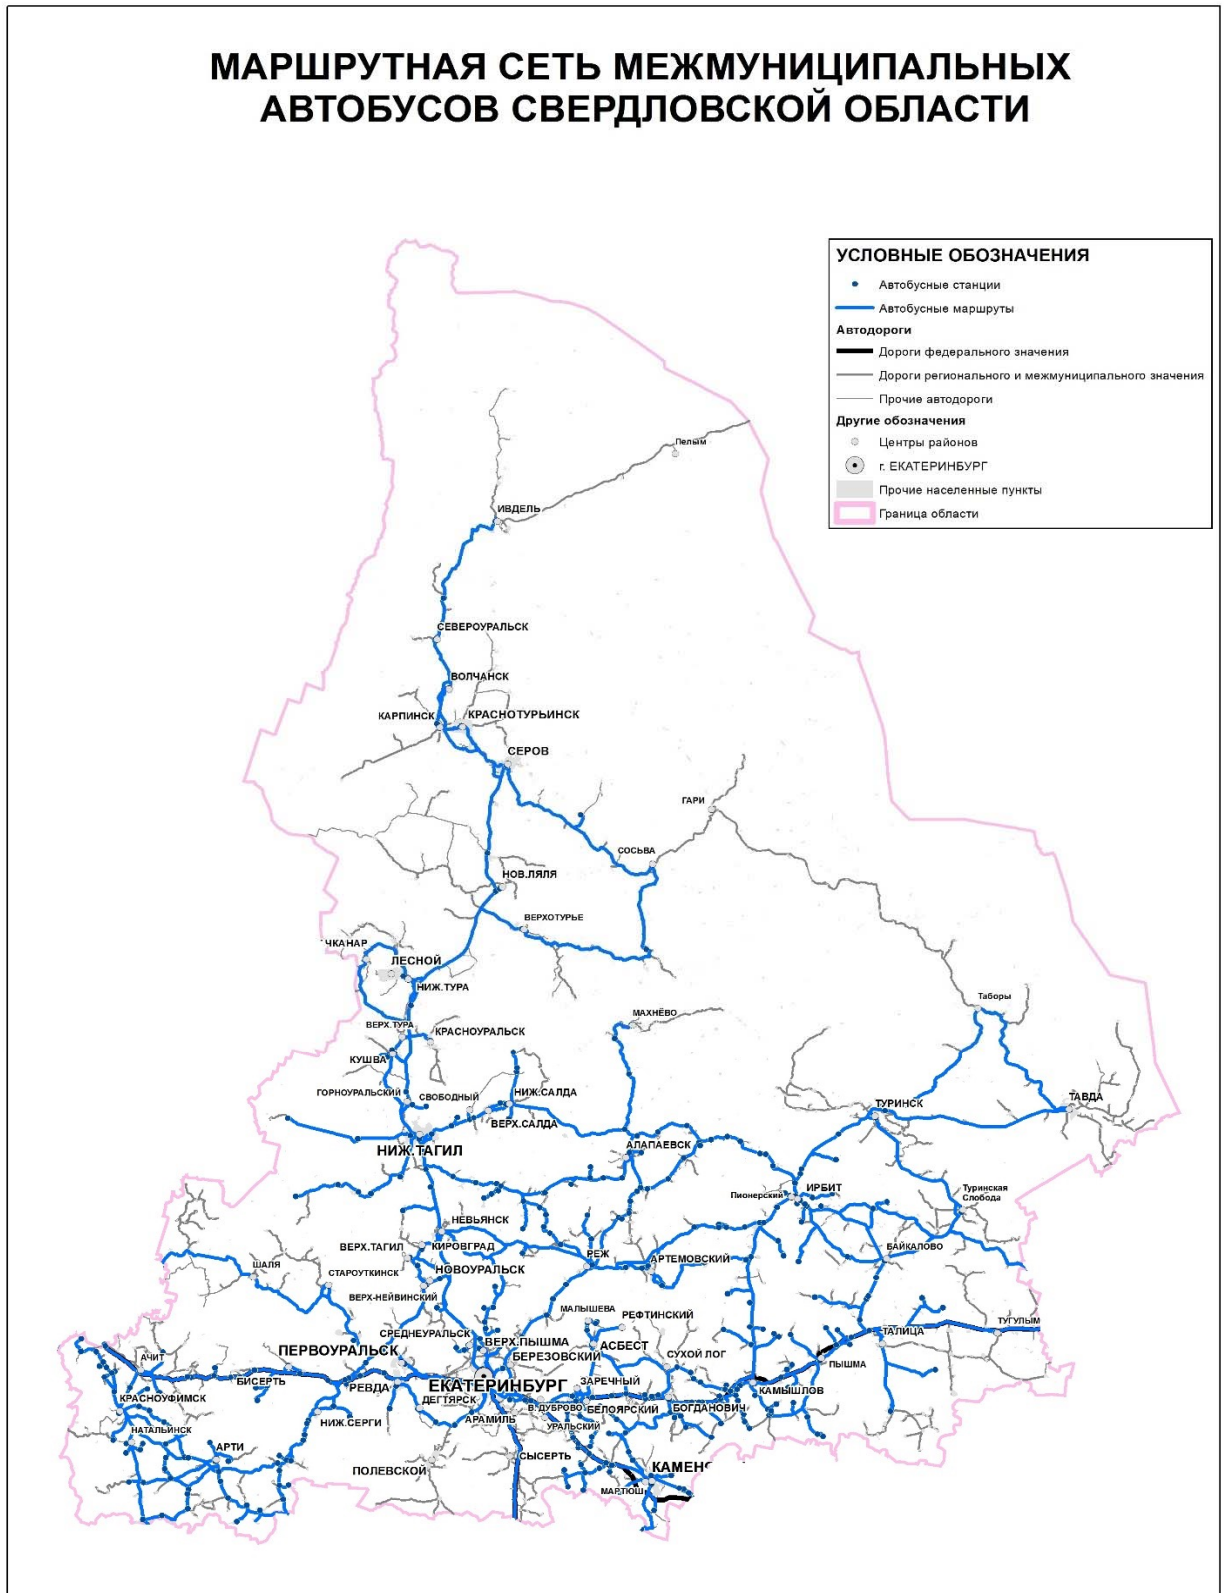 МАРШРУТНАЯ СЕТЬ МЕЖМУНИЦИПАЛЬНЫХ
АВТОБУСОВ СВЕРДЛОВСКОЙ ОБЛАСТИ
УСЛОВНЫЕ ОБОЗНАЧЕНИЯ
Автобусные станции
Автобусные маршруты
Автодороги
Дороги федерального значения
Дороги регионального и межмуниципального значения
Прочие автодороги
Другие обозначения
Центры районов
г. ЕКАТЕРИНБУРГ
Прочие населенные пункты
Граница области
Пелым
ИВДЕЛЬ
СЕВЕРОУРАЛЬСК
ВОЛЧАНСК
КАРПИНСК
КРАСНОТУРЬИНСК
СЕРОВ
ГАРИ
СОСЬВА
НОВ.ЛЯЛЯ
ВЕРХОТУРЬЕ
ЧКАНАР
ЛЕСНОЙ
НИЖ.ТУРА
Таборы
МАХНЁВО
ВЕРХ.ТУРА
КРАСНОУРАЛЬСК
КУШВА
ГОРНОУРАЛЬСКИЙ
СВОБОДНЫЙ
НИЖ.САЛДА
ВЕРХ.САЛДА
ТУРИНСК
ТАВДА
НИЖ.ТАГИЛ
АЛАПАЕВСК
Пионерский
ИРБИТ
Туринская
Слобода
НЕВЬЯНСК
ВЕРХ.ТАГИЛ
КИРОВГРАД
БАЙКАЛОВО
РЕЖ
АРТЕМОВСКИЙ
ШАЛЯ
СТАРОУТКИНСК
НОВОУРАЛЬСК
ВЕРХ-НЕЙВИНСКИЙ
МАЛЫШЕВА
РЕФТИНСКИЙ
ТУГУЛЫМ
СРЕДНЕУРАЛЬСК
ВЕРХ.ПЫШМА
АСБЕСТ
ТАЛИЦА
ПЕРВОУРАЛЬСК
БЕРЕЗОВСКИЙ
СУХОЙ ЛОГ
ПЫШМА
АЧИТ
БИСЕРТЬ
РЕВДА
ЕКАТЕРИНБУРГ
ЗАРЕЧНЫЙ
КАМЫШЛОВ
КРАСНОУФИМСК
ДЕГТЯРСК
В.ДУБРОВО
БЕЛОЯРСКИЙ
БОГДАНОВИЧ
НИЖ.СЕРГИ
АРАМИЛЬ
УРАЛЬСКИЙ
НАТАЛЬИНСК
АРТИ
СЫСЕРТЬ
ПОЛЕВСКОЙ
КАМЕНС
МАРТЮШ